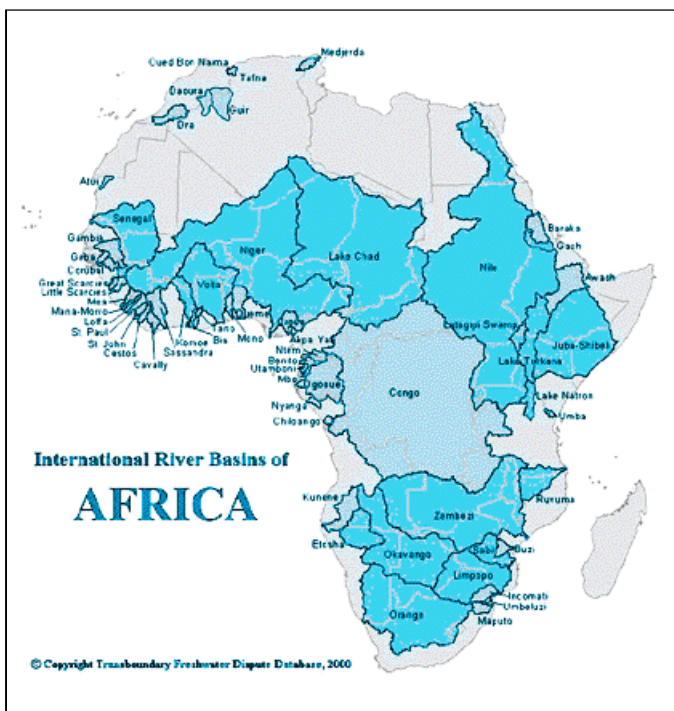 Medjerda
Oued Bon Naima
Tafna
Daoura
Guir
Dra
Atui
Senegal
Gambia
Geba
Corubal
Great Scarcies
Little Scarcies
Moa
Mana-Morro
Loffa
St Paul
St John
Cestos
Cavally
Sassandra
Komoe
Bia
Tano
Mono
Volta
Niger
Oueme
Cross
Akpa Yafi
Ntem
Benito
Utamboni
Mbe
Ogooue
Nyanga
Chiloango
Lake Chad
Nile
Baraka
Gash
Awash
Lotagipi Swamp
Juba-Shibeli
Lake Turkana
Lake Natron
Umba
Congo
International River Basins of
AFRICA
Kunene
Etosha
Zambezi
Ruvuma
Okavango
Sabi
Buzi
Limpopo
Incomati
Umbeluzi
Maputo
Orange
© Copyright Transboundary Freshwater Dispute Database, 2000